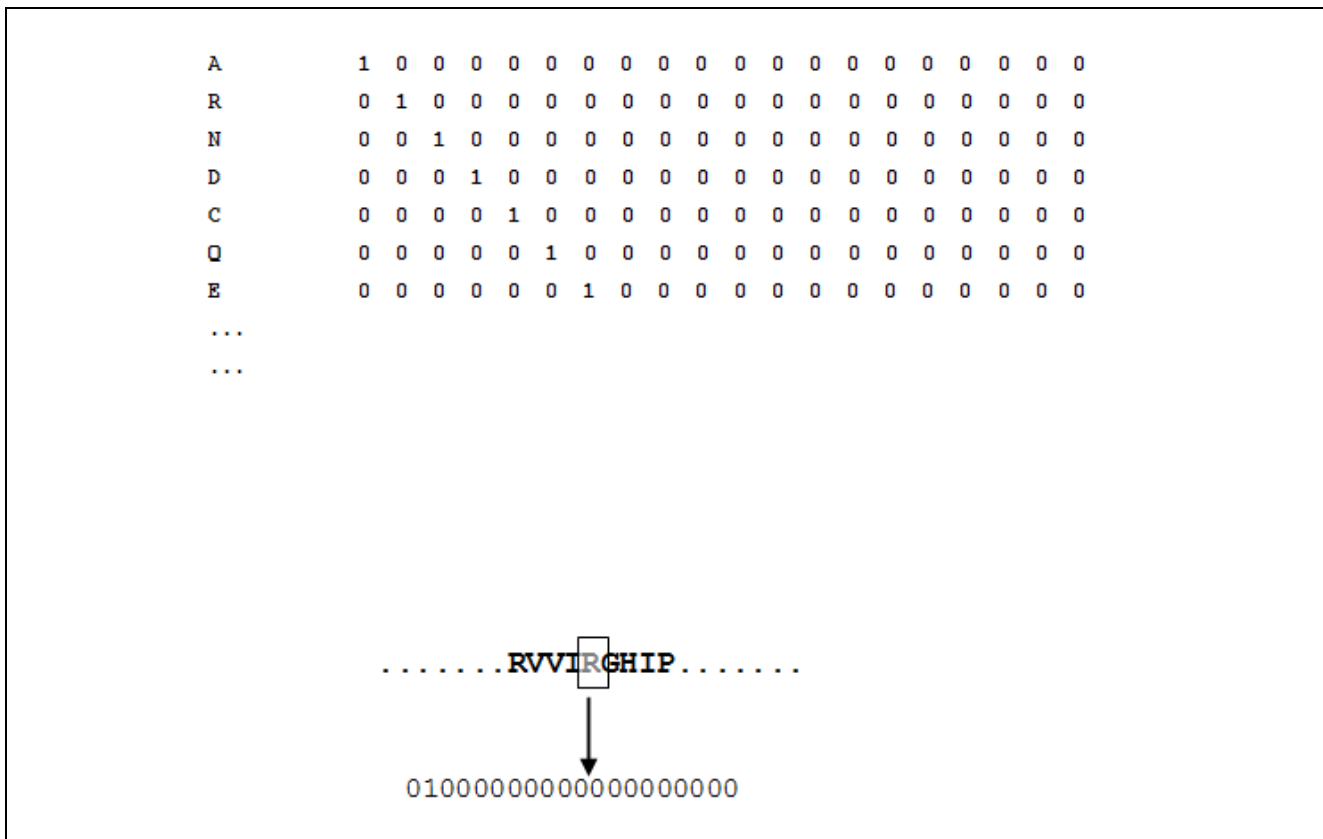 A 1 0 0 0 0 0 0 0 0 0 0 0 0 0 0 0 0 0 0 0
R 0 1 0 0 0 0 0 0 0 0 0 0 0 0 0 0 0 0 0 0
N 0 0 1 0 0 0 0 0 0 0 0 0 0 0 0 0 0 0 0 0
D 0 0 0 1 0 0 0 0 0 0 0 0 0 0 0 0 0 0 0 0
C 0 0 0 0 1 0 0 0 0 0 0 0 0 0 0 0 0 0 0 0
Q 0 0 0 0 0 1 0 0 0 0 0 0 0 0 0 0 0 0 0 0
E 0 0 0 0 0 0 1 0 0 0 0 0 0 0 0 0 0 0 0 0
...
...
.......RVVIRGHIP.......
01000000000000000000